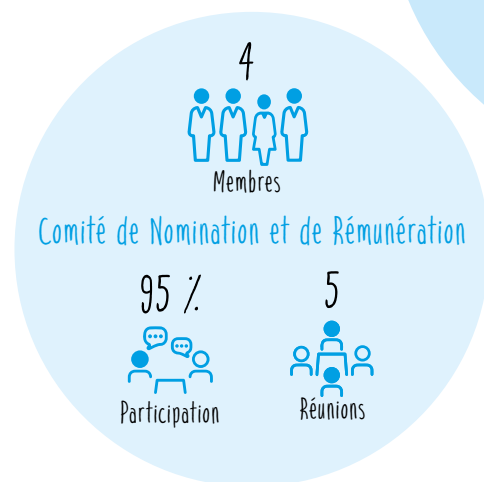 4
Membres
Comité de Nomination et de Rémunération
95 %
Participation
5
Réunions